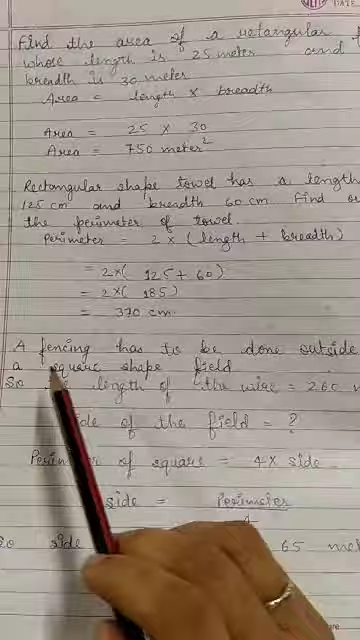 DATE
Find the area of a rectangular
whose length is 25 meter and
breadth is 30 meter
Area = length × breadth
Area = 25 × 30
Area = 750 meter²
Rectangular shape towel has a length
125 cm and breadth 60 cm. Find
the perimeter of towel.
Perimeter = 2 × (length + breadth)
= 2×( 125 + 60)
= 2×( 185)
= 370 cm
A fencing has to be done outside
a square shape field
So length of the wire = 260
side of the field = ?
Perimeter of square = 4× side
side = Perimeter
4
So side 65